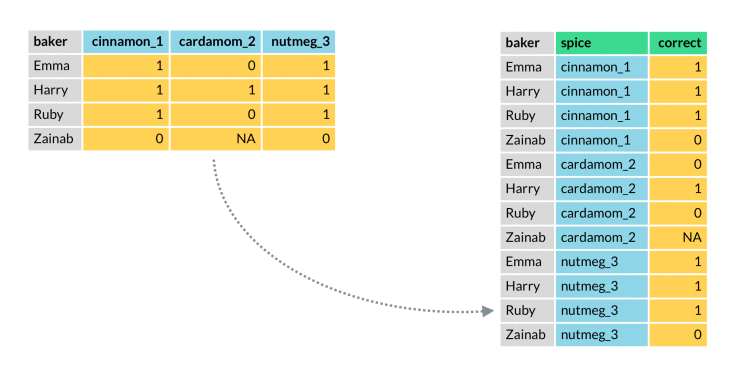 baker cinnamon_1 cardamom_2 nutmeg_3
Emma 1 0 1
Harry 1 1 1
Ruby 1 0 1
Zainab 0 NA 0
baker spice correct
Emma cinnamon_1 1
Harry cinnamon_1 1
Ruby cinnamon_1 1
Zainab cinnamon_1 0
Emma cardamom_2 0
Harry cardamom_2 1
Ruby cardamom_2 0
Zainab cardamom_2 NA
Emma nutmeg_3 1
Harry nutmeg_3 1
Ruby nutmeg_3 1
Zainab nutmeg_3 0